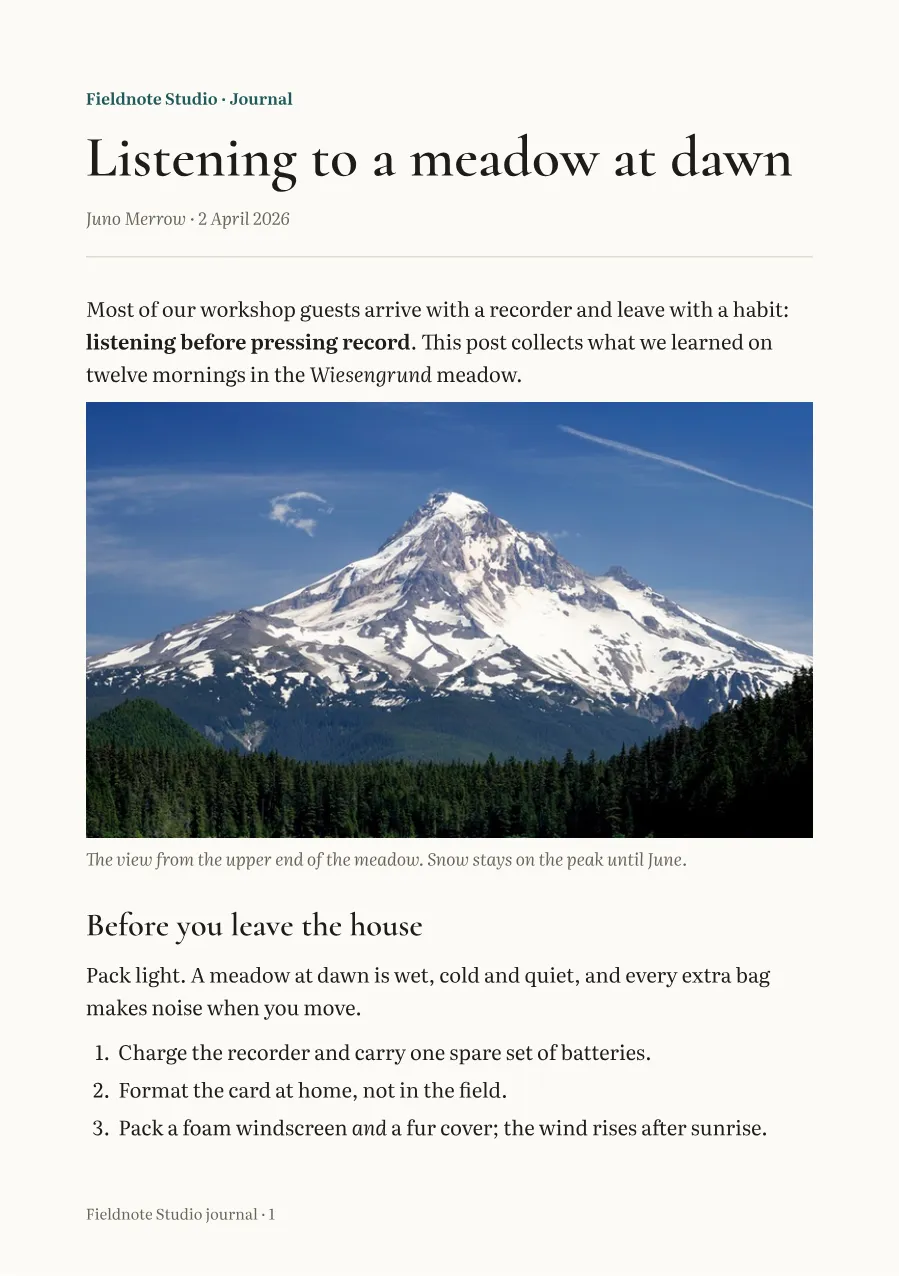 Fieldnote Studio · Journal
Listening to a meadow at dawn
Juno Merrow · 2 April 2026
Most of our workshop guests arrive with a recorder and leave with a habit:
listening before pressing record. This post collects what we learned on
twelve mornings in the Wiesengrund meadow.
The view from the upper end of the meadow. Snow stays on the peak until June.
Before you leave the house
Pack light. A meadow at dawn is wet, cold and quiet, and every extra bag
makes noise when you move.
1. Charge the recorder and carry one spare set of batteries.
2. Format the card at home, not in the field.
3. Pack a foam windscreen and a fur cover; the wind rises after sunrise.
Fieldnote Studio journal · 1